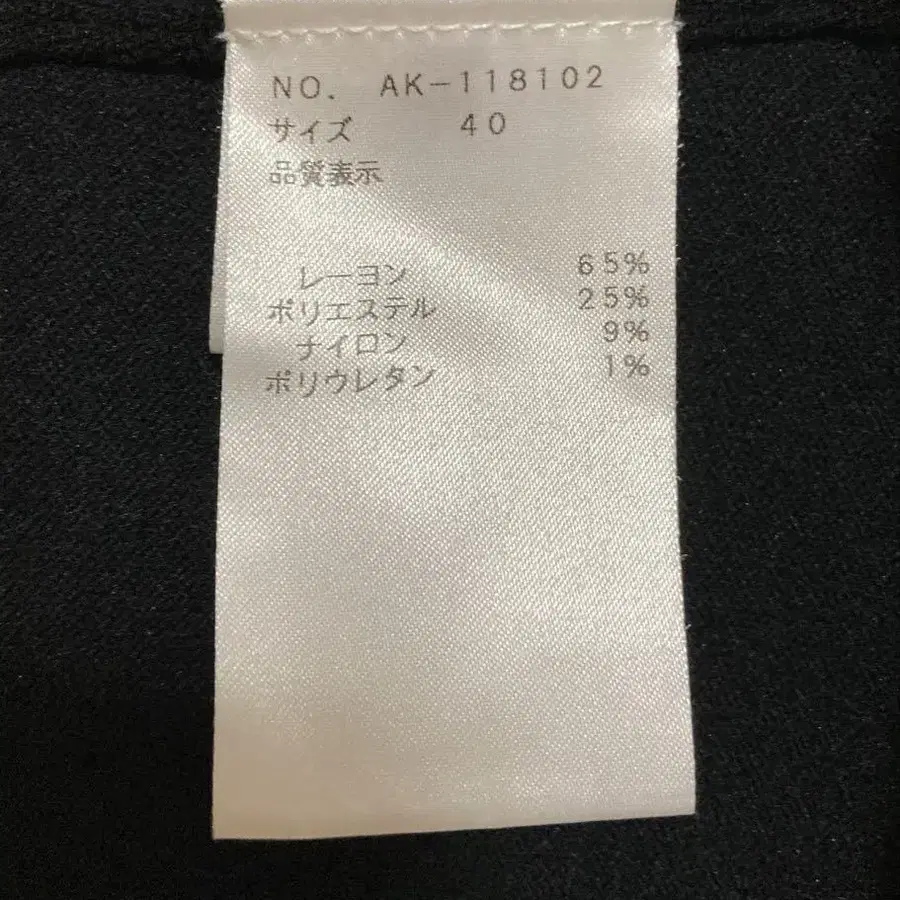 NO. AK-118102
サイズ 40
品質表示
レーヨン 65%
ポリエステル 25%
ナイロン 9%
ポリウレタン 1%